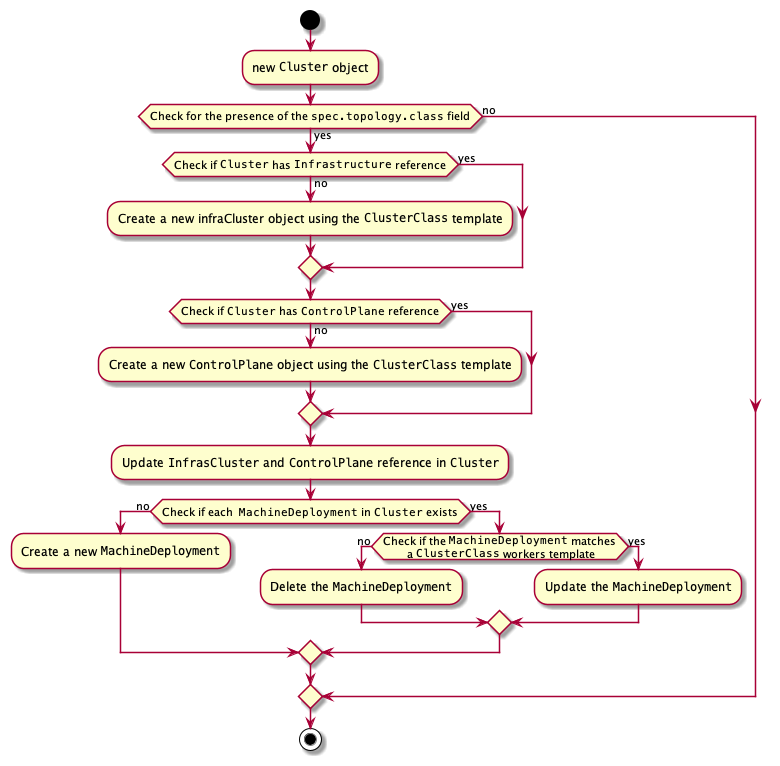 new Cluster object
Check for the presence of the spec.topology.class field
no
yes
Check if Cluster has Infrastructure reference
yes
no
Create a new infraCluster object using the ClusterClass template
Check if Cluster has ControlPlane reference
yes
no
Create a new ControlPlane object using the ClusterClass template
Update InfrasCluster and ControlPlane reference in Cluster
no
Check if each MachineDeployment in Cluster exists
yes
Create a new MachineDeployment
no
Check if the MachineDeployment matches
a ClusterClass workers template
yes
Delete the MachineDeployment
Update the MachineDeployment